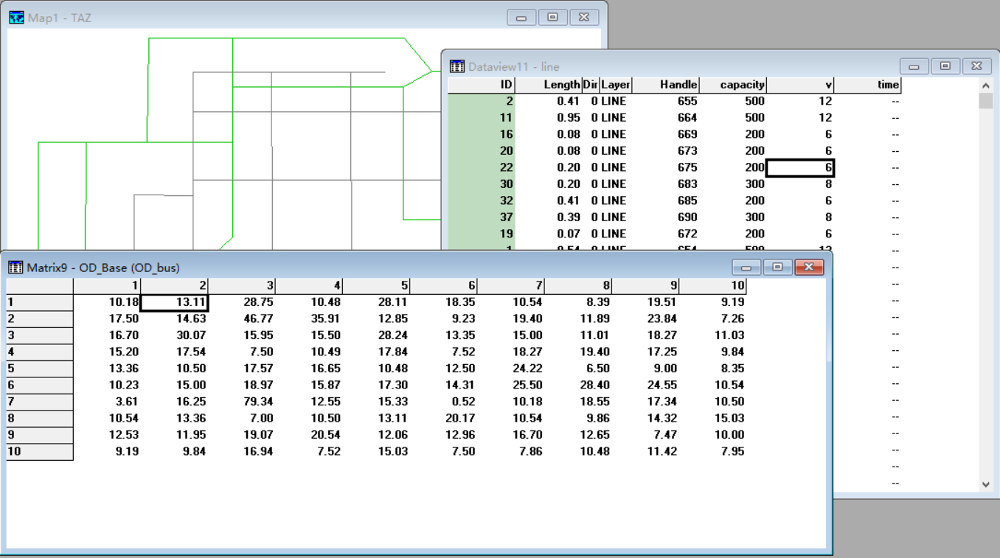 Map1 - TAZ
Dataview11 - line
ID Length Dir Layer Handle capacity v time
2 0.41 0 LINE 655 500 12 --
11 0.95 0 LINE 664 500 12 --
16 0.08 0 LINE 669 200 6 --
20 0.08 0 LINE 673 200 6 --
22 0.20 0 LINE 675 200 6 --
30 0.20 0 LINE 683 300 8 --
32 0.41 0 LINE 685 200 6 --
37 0.39 0 LINE 690 300 8 --
19 0.07 0 LINE 672 200 6 --
1 0.54 0 LINE 654 500 12 --
--
--
--
--
--
--
--
--
--
--
--
--
--
Matrix9 - OD_Base (OD_bus)
1 2 3 4 5 6 7 8 9 10
1 10.18 13.11 28.75 10.48 28.11 18.35 10.54 8.39 19.51 9.19
2 17.50 14.63 46.77 35.91 12.85 9.23 19.40 11.89 23.84 7.26
3 16.70 30.07 15.95 15.50 28.24 13.35 15.00 11.01 18.27 11.03
4 15.20 17.54 7.50 10.49 17.84 7.52 18.27 19.40 17.25 9.84
5 13.36 10.50 17.57 16.65 10.48 12.50 24.22 6.50 9.00 8.35
6 10.23 15.00 18.97 15.87 17.30 14.31 25.50 28.40 24.55 10.54
7 3.61 16.25 79.34 12.55 15.33 0.52 10.18 18.55 17.34 10.50
8 10.54 13.36 7.00 10.50 13.11 20.17 10.54 9.86 14.32 15.03
9 12.53 11.95 19.07 20.54 12.06 12.96 16.70 12.65 7.47 10.00
10 9.19 9.84 16.94 7.52 15.03 7.50 7.86 10.48 11.42 7.95